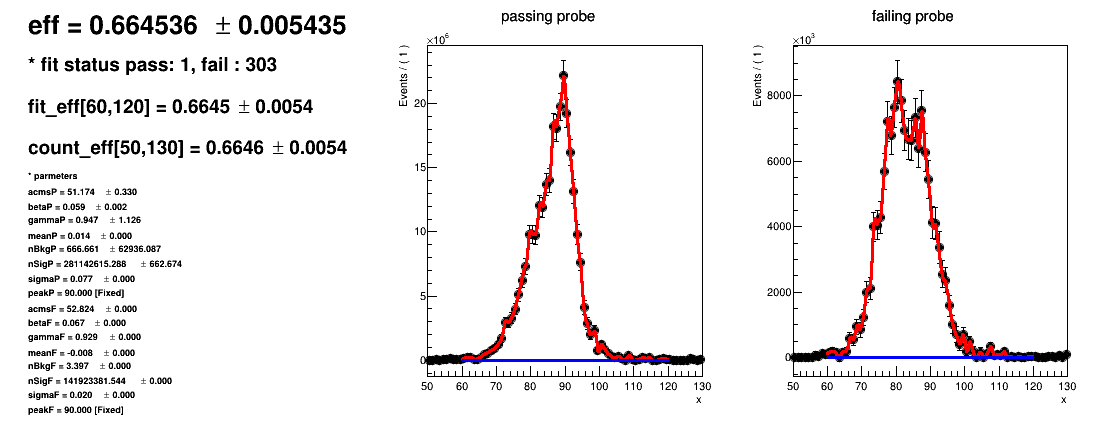 eff = 0.664536 ± 0.005435
* fit status pass: 1, fail : 303
fit_eff[60,120] = 0.6645 ± 0.0054
count_eff[50,130] = 0.6646 ± 0.0054
* parmeters
acmsP = 51.174 ± 0.330
betaP = 0.059 ± 0.002
gammaP = 0.947 ± 1.126
meanP = 0.014 ± 0.000
nBkgP = 666.661 ± 62936.087
nSigP = 281142615.288 ± 662.674
sigmaP = 0.077 ± 0.000
peakP = 90.000 [Fixed]
acmsF = 52.824 ± 0.000
betaF = 0.067 ± 0.000
gammaF = 0.929 ± 0.000
meanF = -0.008 ± 0.000
nBkgF = 3.397 ± 0.000
nSigF = 141923381.544 ± 0.000
sigmaF = 0.020 ± 0.000
peakF = 90.000 [Fixed]
passing probe
×10⁶
Events / ( 1 )
20
15
10
5
0
50 60 70 80 90 100 110 120 130
x
failing probe
×10³
Events / ( 1 )
8000
6000
4000
2000
0
50 60 70 80 90 100 110 120 130
x